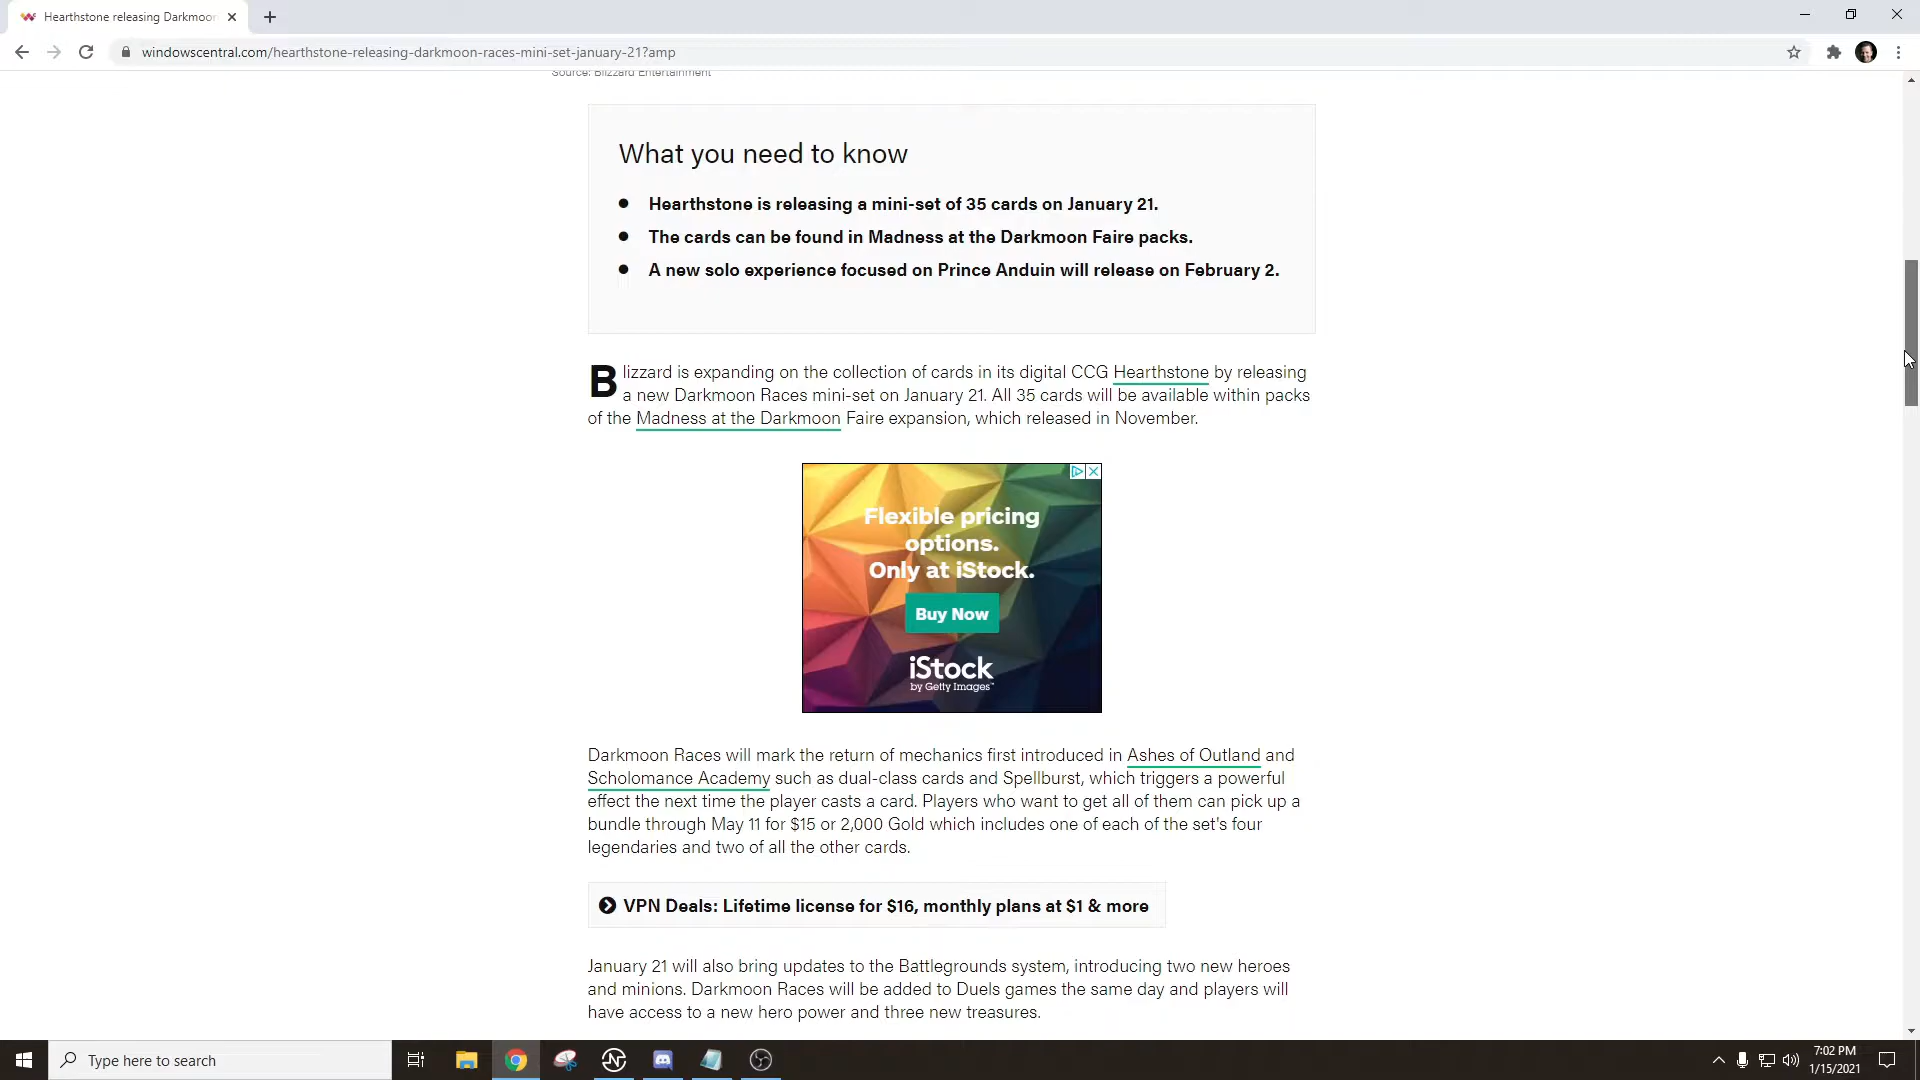 Hearthstone releasing Darkmoon
windowscentral.com/hearthstone-releasing-darkmoon-races-mini-set-january-21?amp
Source: Blizzard Entertainment
What you need to know
Hearthstone is releasing a mini-set of 35 cards on January 21.
The cards can be found in Madness at the Darkmoon Faire packs.
A new solo experience focused on Prince Anduin will release on February 2.
Blizzard is expanding on the collection of cards in its digital CCG Hearthstone by releasing
a new Darkmoon Races mini-set on January 21. All 35 cards will be available within packs
of the Madness at the Darkmoon Faire expansion, which released in November.
Flexible pricing
options.
Only at iStock.
Buy Now
iStock
by Getty Images™
Darkmoon Races will mark the return of mechanics first introduced in Ashes of Outland and
Scholomance Academy such as dual-class cards and Spellburst, which triggers a powerful
effect the next time the player casts a card. Players who want to get all of them can pick up a
bundle through May 11 for $15 or 2,000 Gold which includes one of each of the set's four
legendaries and two of all the other cards.
VPN Deals: Lifetime license for $16, monthly plans at $1 & more
January 21 will also bring updates to the Battlegrounds system, introducing two new heroes
and minions. Darkmoon Races will be added to Duels games the same day and players will
have access to a new hero power and three new treasures.
Type here to search
7:02 PM
1/15/2021